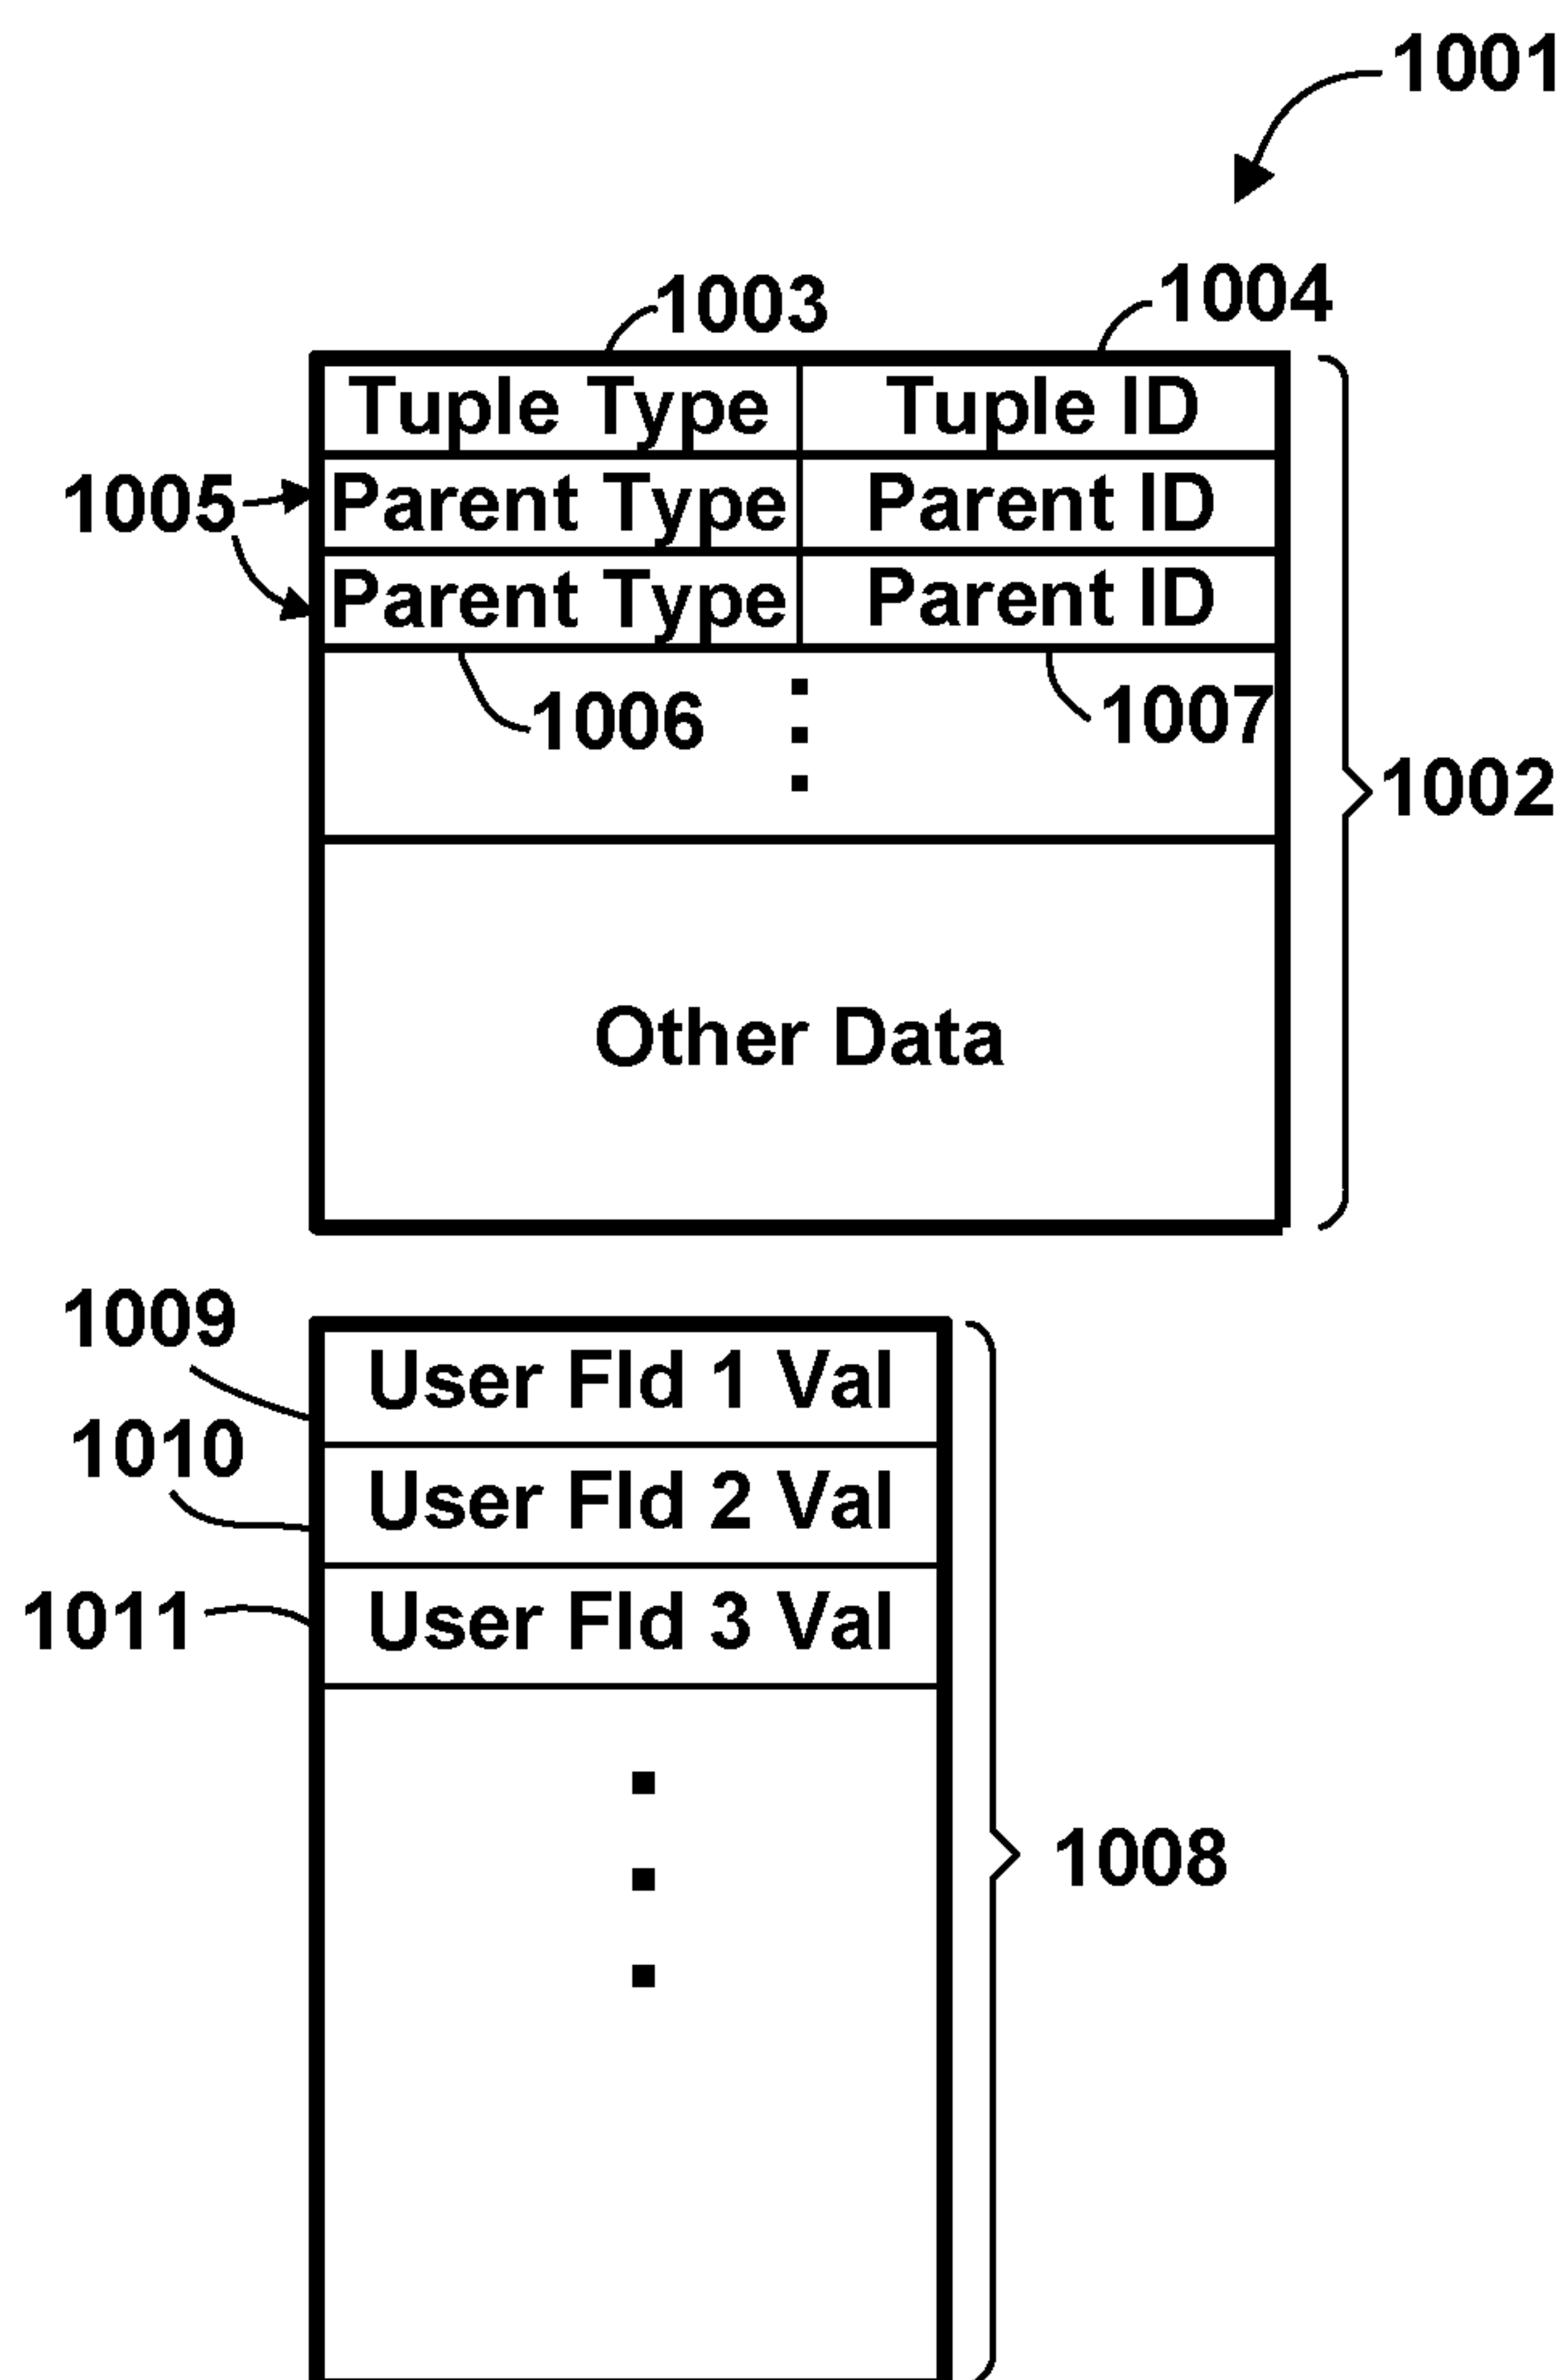 1001
1003
1004
Tuple Type Tuple ID
1005
Parent Type Parent ID
Parent Type Parent ID
1006
1007
1002
Other Data
1009
User Fld 1 Val
1010
User Fld 2 Val
1011
User Fld 3 Val
1008